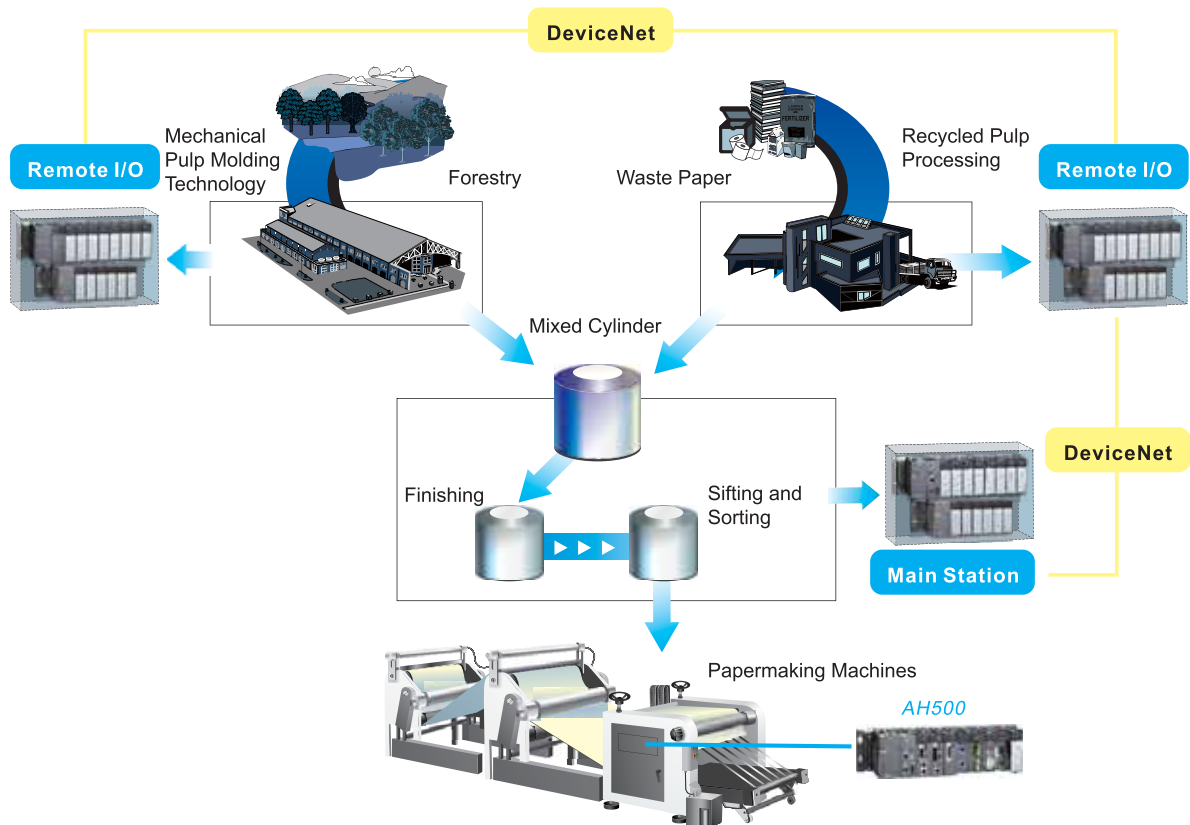 DeviceNet
Mechanical
Pulp Molding
Technology
Forestry
Waste Paper
FERTILIZER
Recycled Pulp
Processing
Remote I/O
Remote I/O
Mixed Cylinder
DeviceNet
Finishing
Sifting and
Sorting
Main Station
Papermaking Machines
AH500